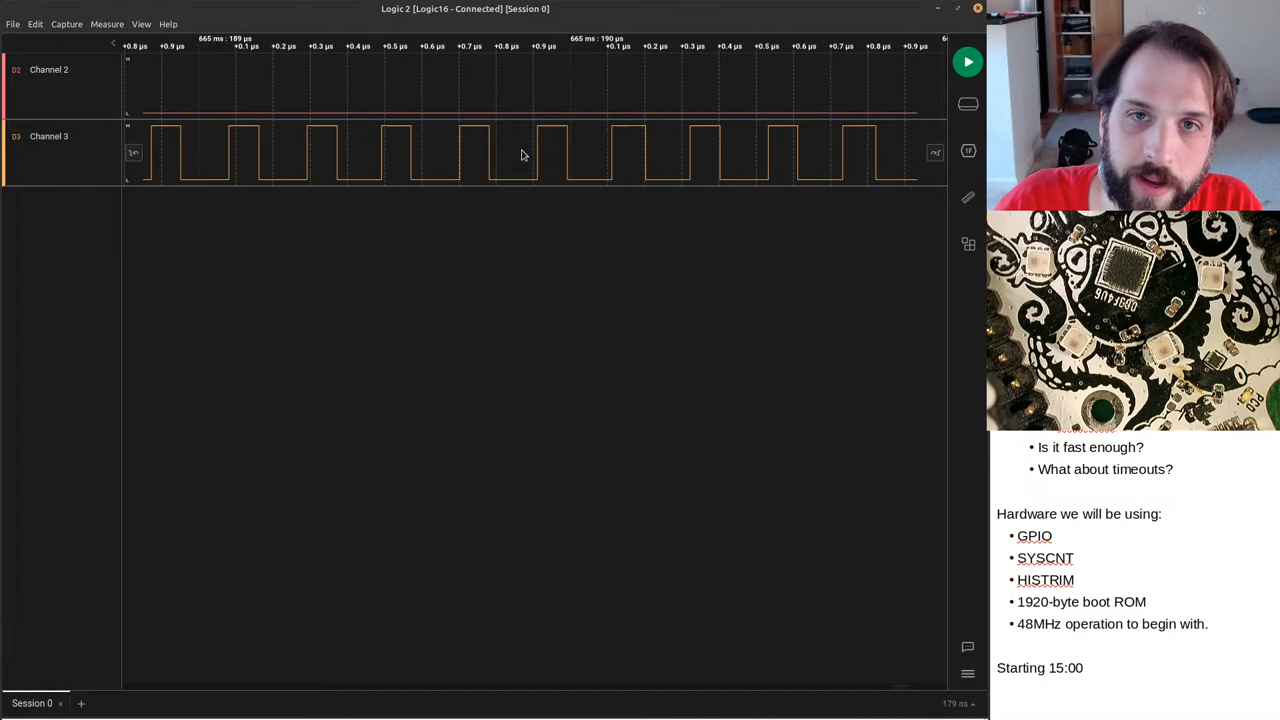 Logic 2 [Logic16 - Connected] [Session 0]
File Edit Capture Measure View Help
665 ms : 189 µs 665 ms : 190 µs
+0.8 µs +0.9 µs +0.1 µs +0.2 µs +0.3 µs +0.4 µs +0.5 µs +0.6 µs +0.7 µs +0.8 µs +0.9 µs +0.1 µs +0.2 µs +0.3 µs +0.4 µs +0.5 µs +0.6 µs +0.7 µs +0.8 µs +0.9 µs
D2 Channel 2
H
L
D3 Channel 3
H
L
1F
PC0
• Is it fast enough?
• What about timeouts?
Hardware we will be using:
• GPIO
• SYSCNT
• HISTRIM
• 1920-byte boot ROM
• 48MHz operation to begin with.
Starting 15:00
Session 0 × +
179 ns